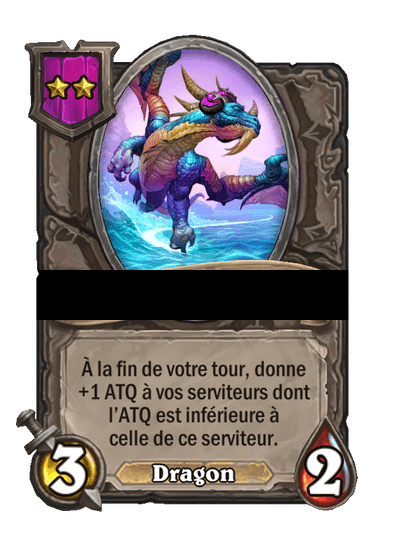 À la fin de votre tour, donne
+1 ATQ à vos serviteurs dont
l'ATQ est inférieure à
celle de ce serviteur.
3
Dragon
2